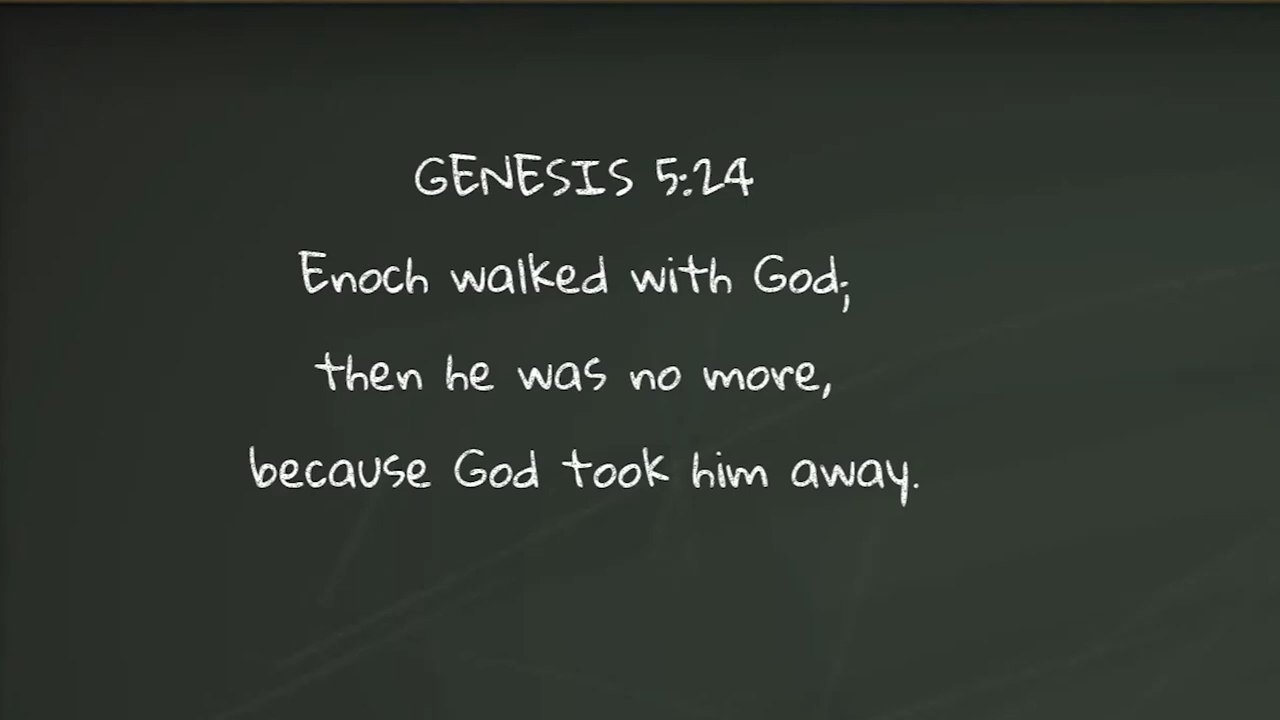 GENESIS 5:24
Enoch walked with God;
then he was no more,
because God took him away.